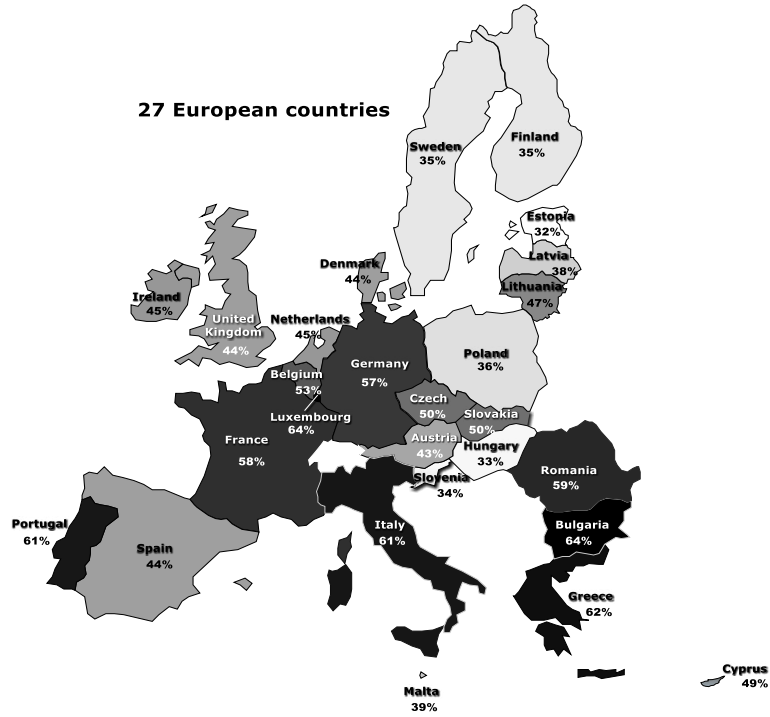 27 European countries
Sweden
35%
Finland
35%
Estonia
32%
Latvia
38%
Lithuania
47%
Denmark
44%
Ireland
45%
United
Kingdom
44%
Netherlands
45%
Belgium
53%
Luxembourg
64%
Germany
57%
Poland
36%
Czech
50%
Slovakia
50%
Austria
43%
Hungary
33%
Slovenia
34%
France
58%
Romania
59%
Bulgaria
64%
Portugal
61%
Spain
44%
Italy
61%
Greece
62%
Malta
39%
Cyprus
49%